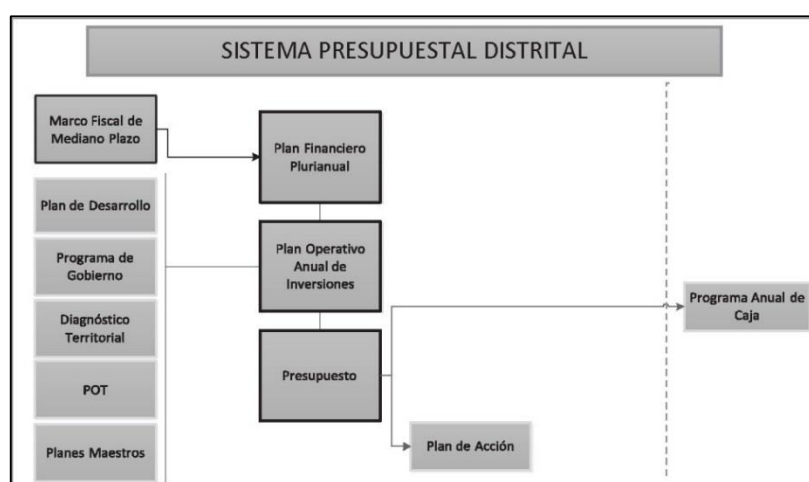 SISTEMA PRESUPUESTAL DISTRITAL
Marco Fiscal de
Mediano Plazo
Plan Financiero
Plurianual
Plan de Desarrollo
Programa de
Gobierno
Plan Operativo
Anual de
Inversiones
Diagnóstico
Territorial
Programa Anual de
Caja
POT
Presupuesto
Planes Maestros
Plan de Acción